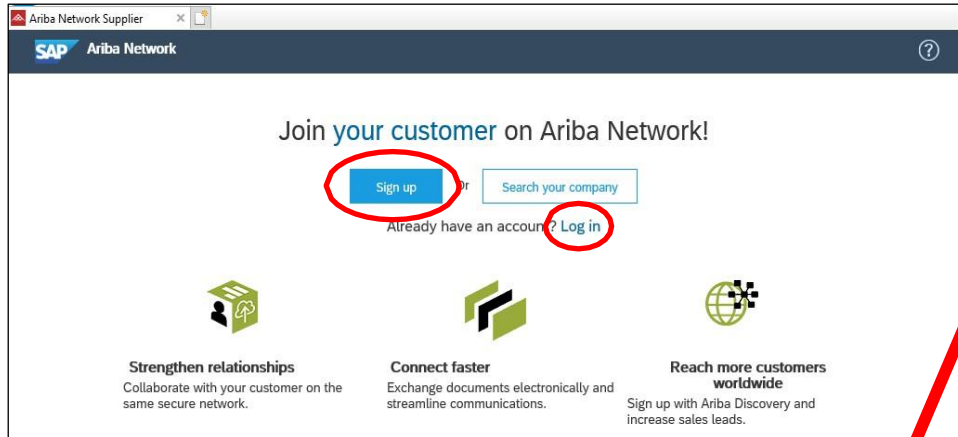 Ariba Network Supplier
SAP Ariba Network
Join your customer on Ariba Network!
Sign up or Search your company
Already have an account? Log in
Strengthen relationships
Collaborate with your customer on the
same secure network.
Connect faster
Exchange documents electronically and
streamline communications.
Reach more customers
worldwide
Sign up with Ariba Discovery and
increase sales leads.